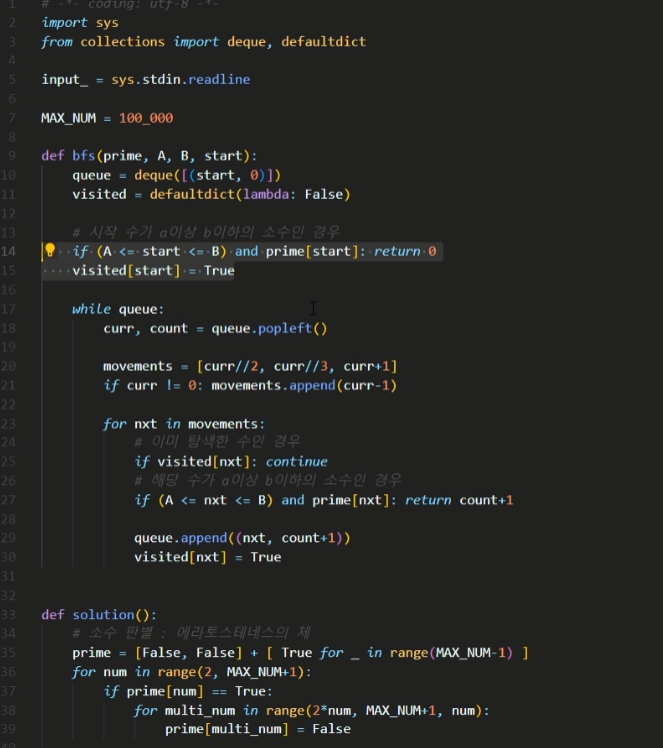 1 # -*- coding: utf-8 -*-
2 import sys
3 from collections import deque, defaultdict
4
5 input_ = sys.stdin.readline
6
7 MAX_NUM = 100_000
8
9 def bfs(prime, A, B, start):
10     queue = deque([(start, 0)])
11     visited = defaultdict(lambda: False)
12
13     # 시작 수가 a이상 b이하의 소수인 경우
14     if (A <= start <= B) and prime[start]: return 0
15     visited[start] = True
16
17     while queue:
18         curr, count = queue.popleft()
19
20         movements = [curr//2, curr//3, curr+1]
21         if curr != 0: movements.append(curr-1)
22
23         for nxt in movements:
24             # 이미 탐색한 수인 경우
25             if visited[nxt]: continue
26             # 해당 수가 a이상 b이하의 소수인 경우
27             if (A <= nxt <= B) and prime[nxt]: return count+1
28
29             queue.append((nxt, count+1))
30             visited[nxt] = True
31
32
33 def solution():
34     # 소수 판별 : 에라토스테네스의 체
35     prime = [False, False] + [ True for _ in range(MAX_NUM-1) ]
36     for num in range(2, MAX_NUM+1):
37         if prime[num] == True:
38             for multi_num in range(2*num, MAX_NUM+1, num):
39                 prime[multi_num] = False
40